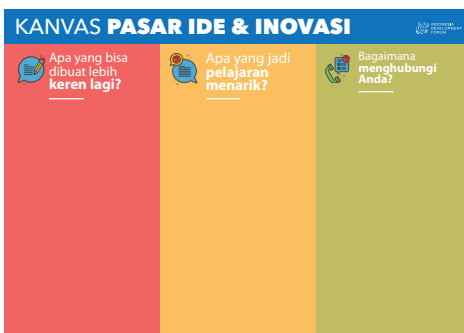 KANVAS PASAR IDE & INOVASI
INDONESIA
DEVELOPMENT
FORUM
Apa yang bisa
dibuat lebih
keren lagi?
Apa yang jadi
pelajaran
menarik?
Bagaimana
menghubungi
Anda?